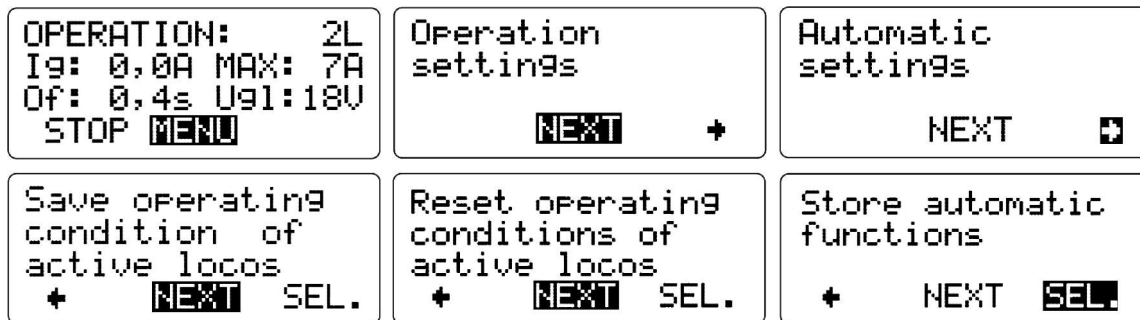 OPERATION: 2L
Ig: 0,0A MAX: 7A
Of: 0,4s Ugl:18V
STOP MENU
Operation
settings
NEXT →
Automatic
settings
NEXT →
Save operating
condition of
active locos
← NEXT SEL.
Reset operating
conditions of
active locos
← NEXT SEL.
Store automatic
functions
← NEXT SEL.